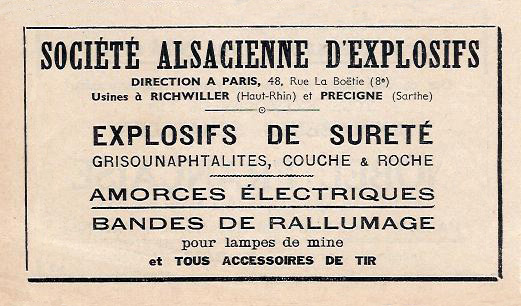 SOCIÉTÉ ALSACIENNE D'EXPLOSIFS
DIRECTION A PARIS, 48, Rue La Boëtie (8e)
Usines à RICHWILLER (Haut-Rhin) et PRECIGNE (Sarthe)
EXPLOSIFS DE SURETÉ
GRISOUNAPHTALITES, COUCHE & ROCHE
AMORCES ÉLECTRIQUES
BANDES DE RALLUMAGE
pour lampes de mine
et TOUS ACCESSOIRES DE TIR